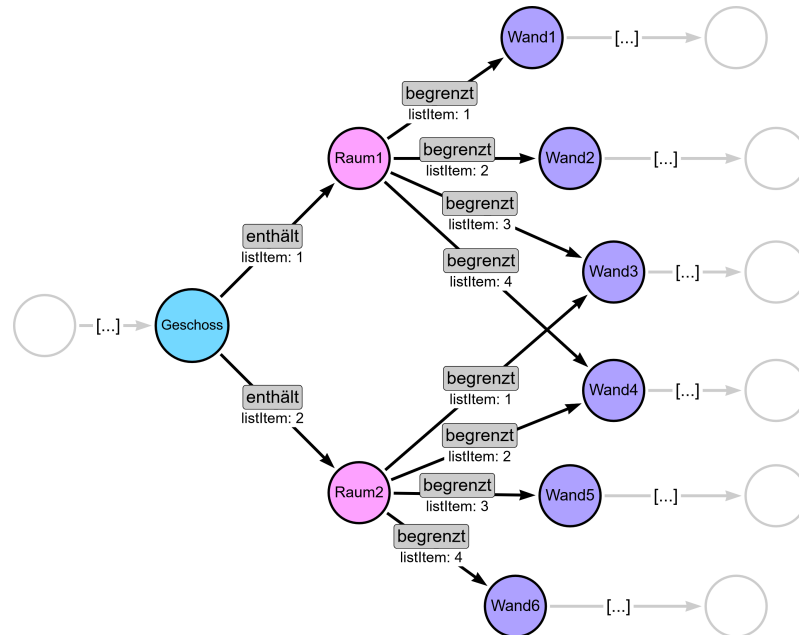 Wand1
[...]
begrenzt
listItem: 1
Raum1
begrenzt
listItem: 2
Wand2
[...]
begrenzt
listItem: 3
enthält
listItem: 1
begrenzt
listItem: 4
Wand3
[...]
[...]
Geschoss
enthält
listItem: 2
begrenzt
listItem: 1
Wand4
[...]
begrenzt
listItem: 2
Raum2
begrenzt
listItem: 3
Wand5
[...]
begrenzt
listItem: 4
Wand6
[...]